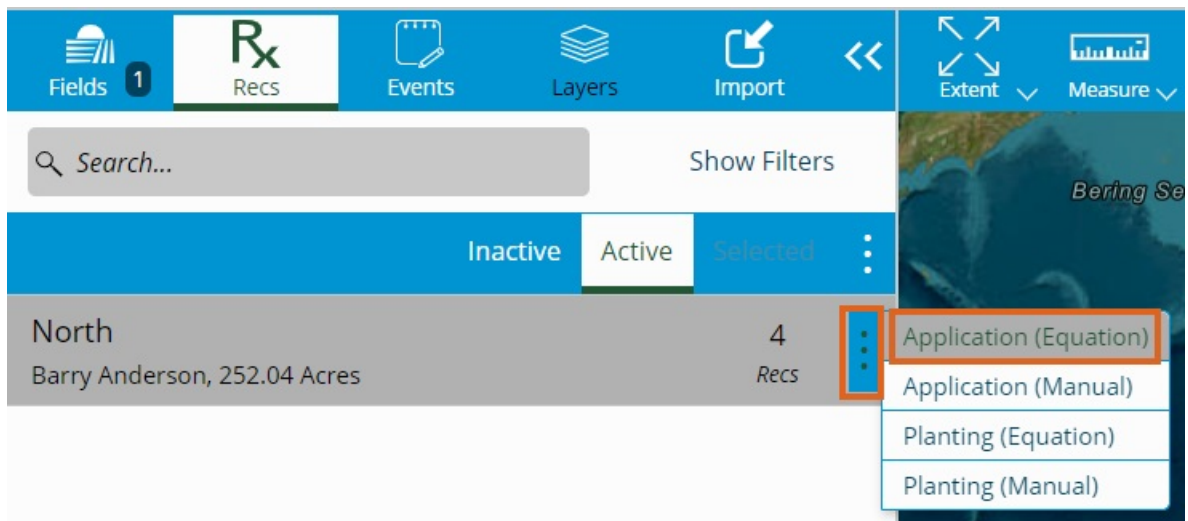 Fields 1
Rx
Recs
Events
Layers
Import
Extent
Measure
Search...
Show Filters
Bering Se
Inactive
Active
Selected
North
4
Barry Anderson, 252.04 Acres
Recs
Application (Equation)
Application (Manual)
Planting (Equation)
Planting (Manual)